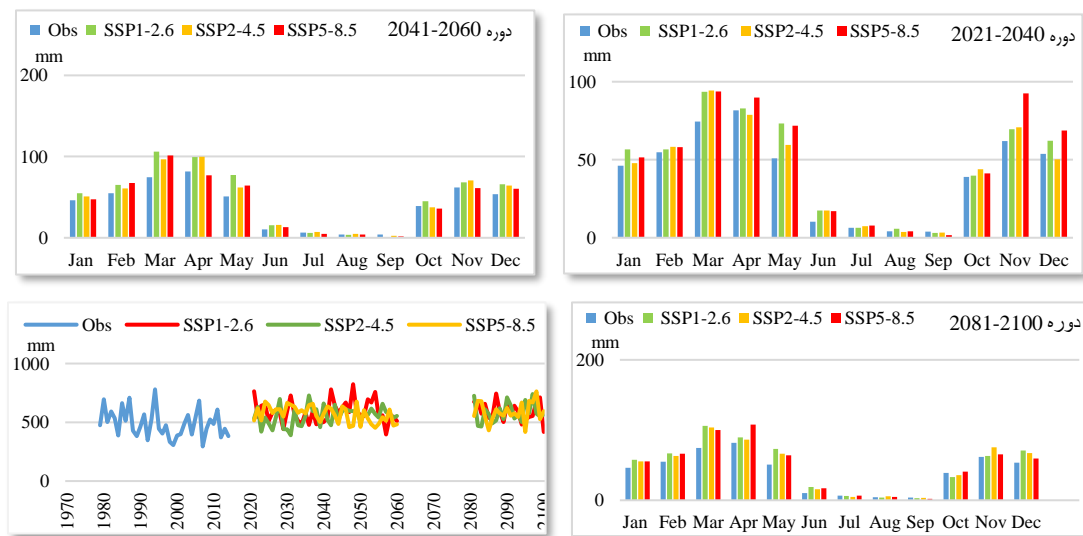 Obs SSP1-2.6 SSP2-4.5 SSP5-8.5
دوره 2041-2060
mm
200
100
0
Jan Feb Mar Apr May Jun Jul Aug Sep Oct Nov Dec
Obs SSP1-2.6 SSP2-4.5 SSP5-8.5
دوره 2021-2040
mm
100
50
0
Jan Feb Mar Apr May Jun Jul Aug Sep Oct Nov Dec
Obs SSP1-2.6 SSP2-4.5 SSP5-8.5
mm
1000
500
0
1970 1980 1990 2000 2010 2020 2030 2040 2050 2060 2081 2090 2100
Obs SSP1-2.6 SSP2-4.5 SSP5-8.5
دوره 2081-2100
mm
200
0
Jan Feb Mar Apr May Jun Jul Aug Sep Oct Nov Dec